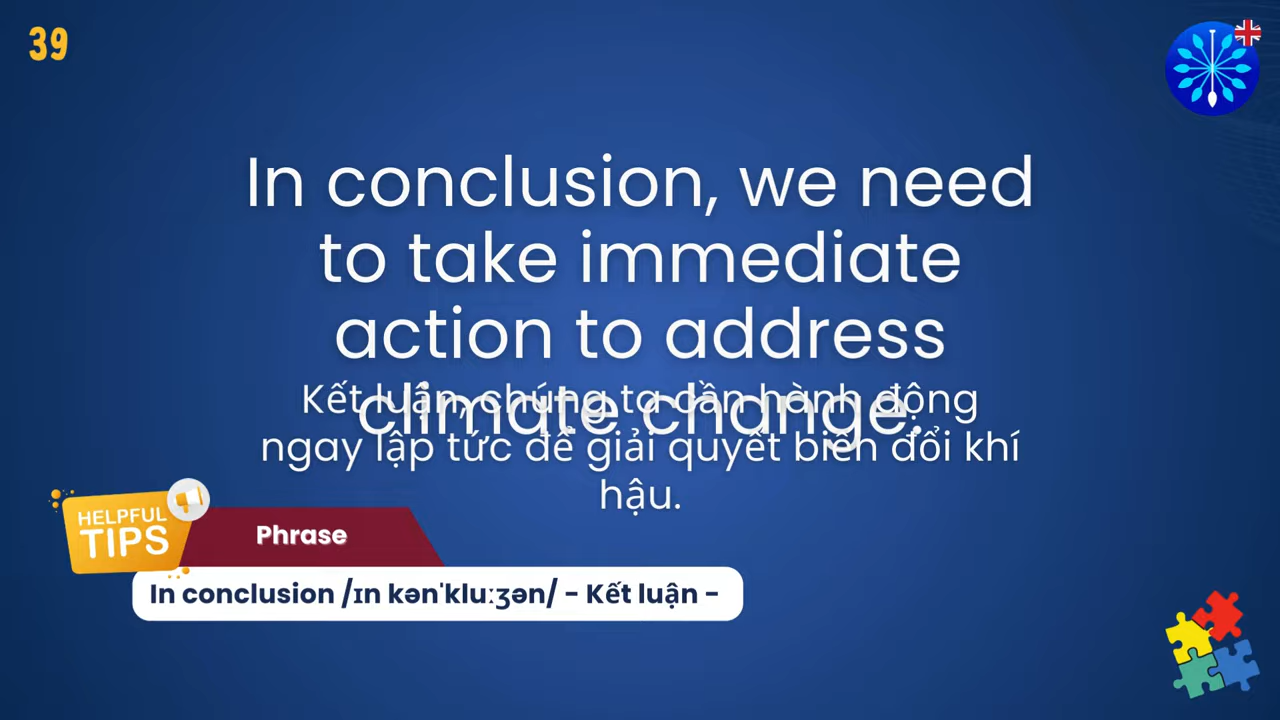 39
In conclusion, we need
to take immediate
action to address
climate change.
Kết luận, chúng ta cần hành động
ngay lập tức để giải quyết biến đổi khí
hậu.
HELPFUL
TIPS
Phrase
In conclusion /ɪn kənˈkluːʒən/ - Kết luận -